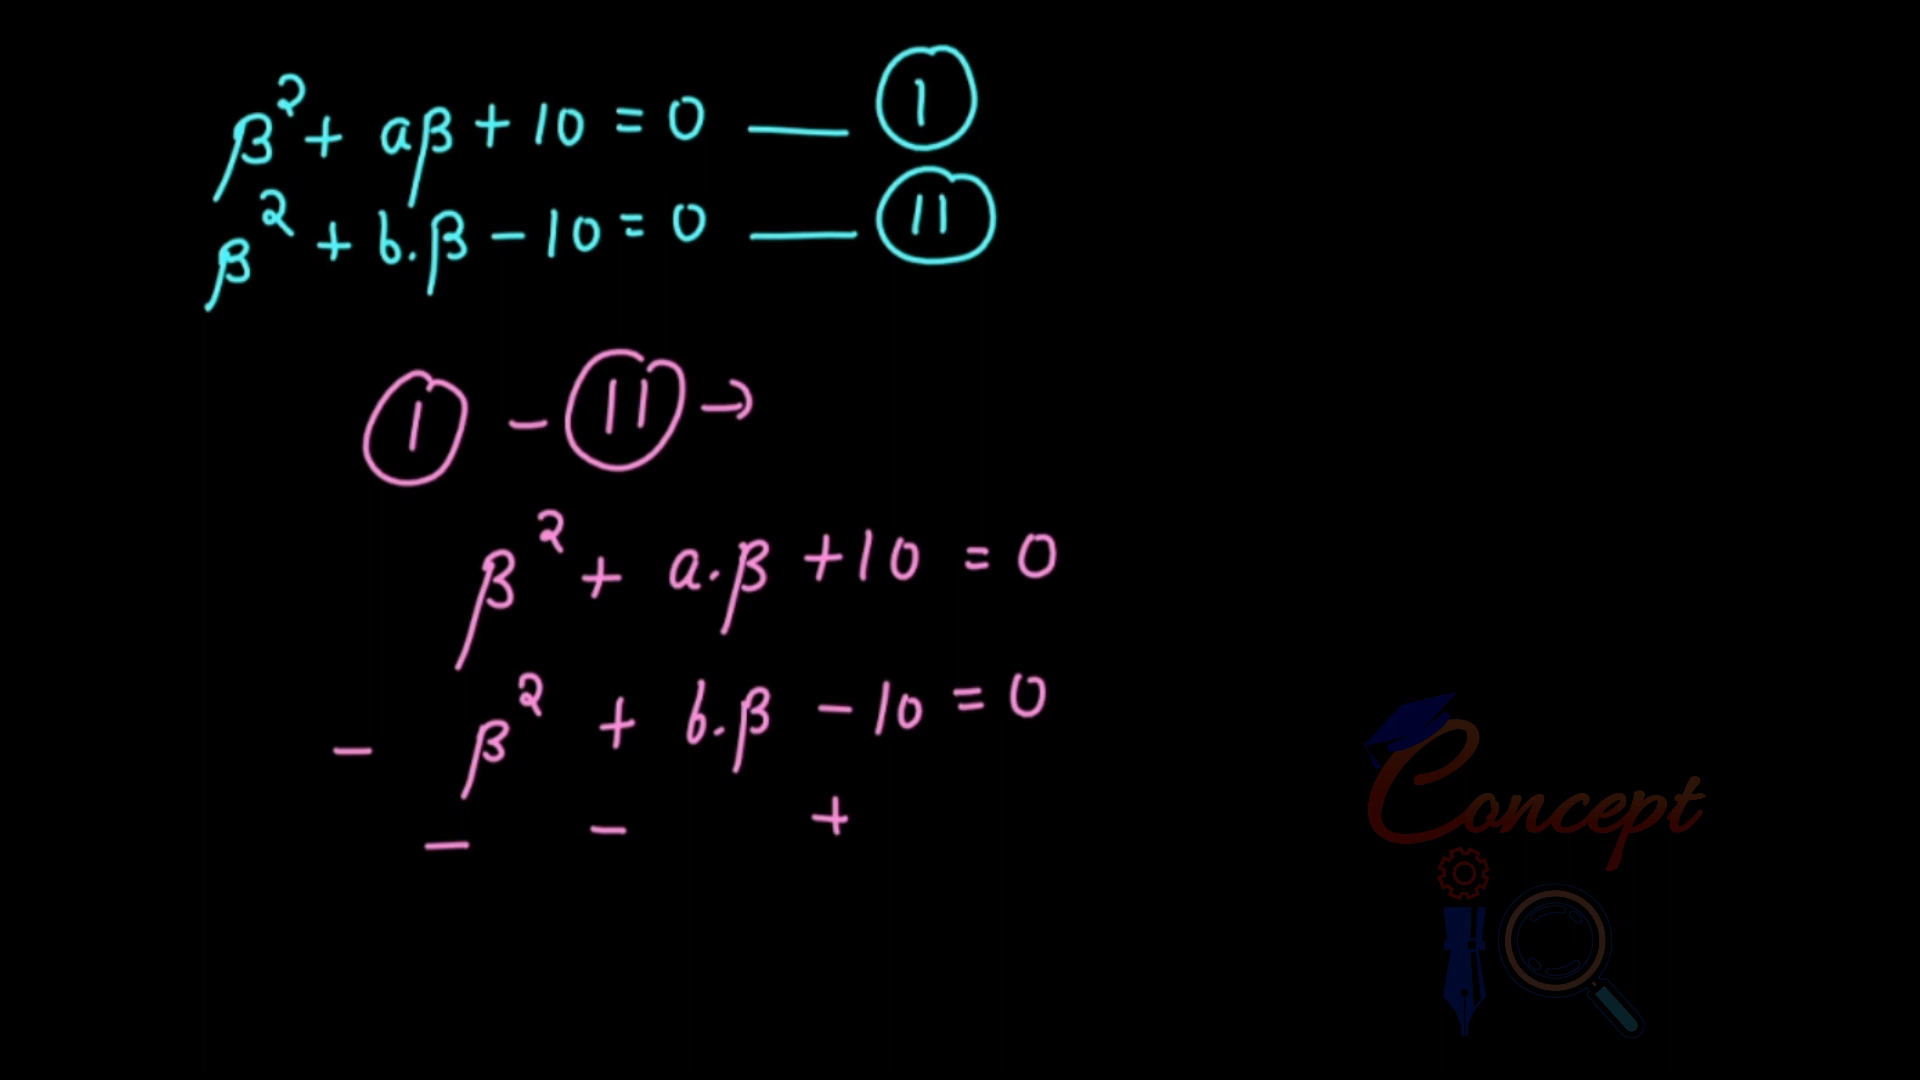 β² + aβ + 10 = 0 — ①
β² + b.β - 10 = 0 — ⑪
① - ⑪ →
β² + a.β + 10 = 0
- β² + b.β - 10 = 0
- - +
Concept